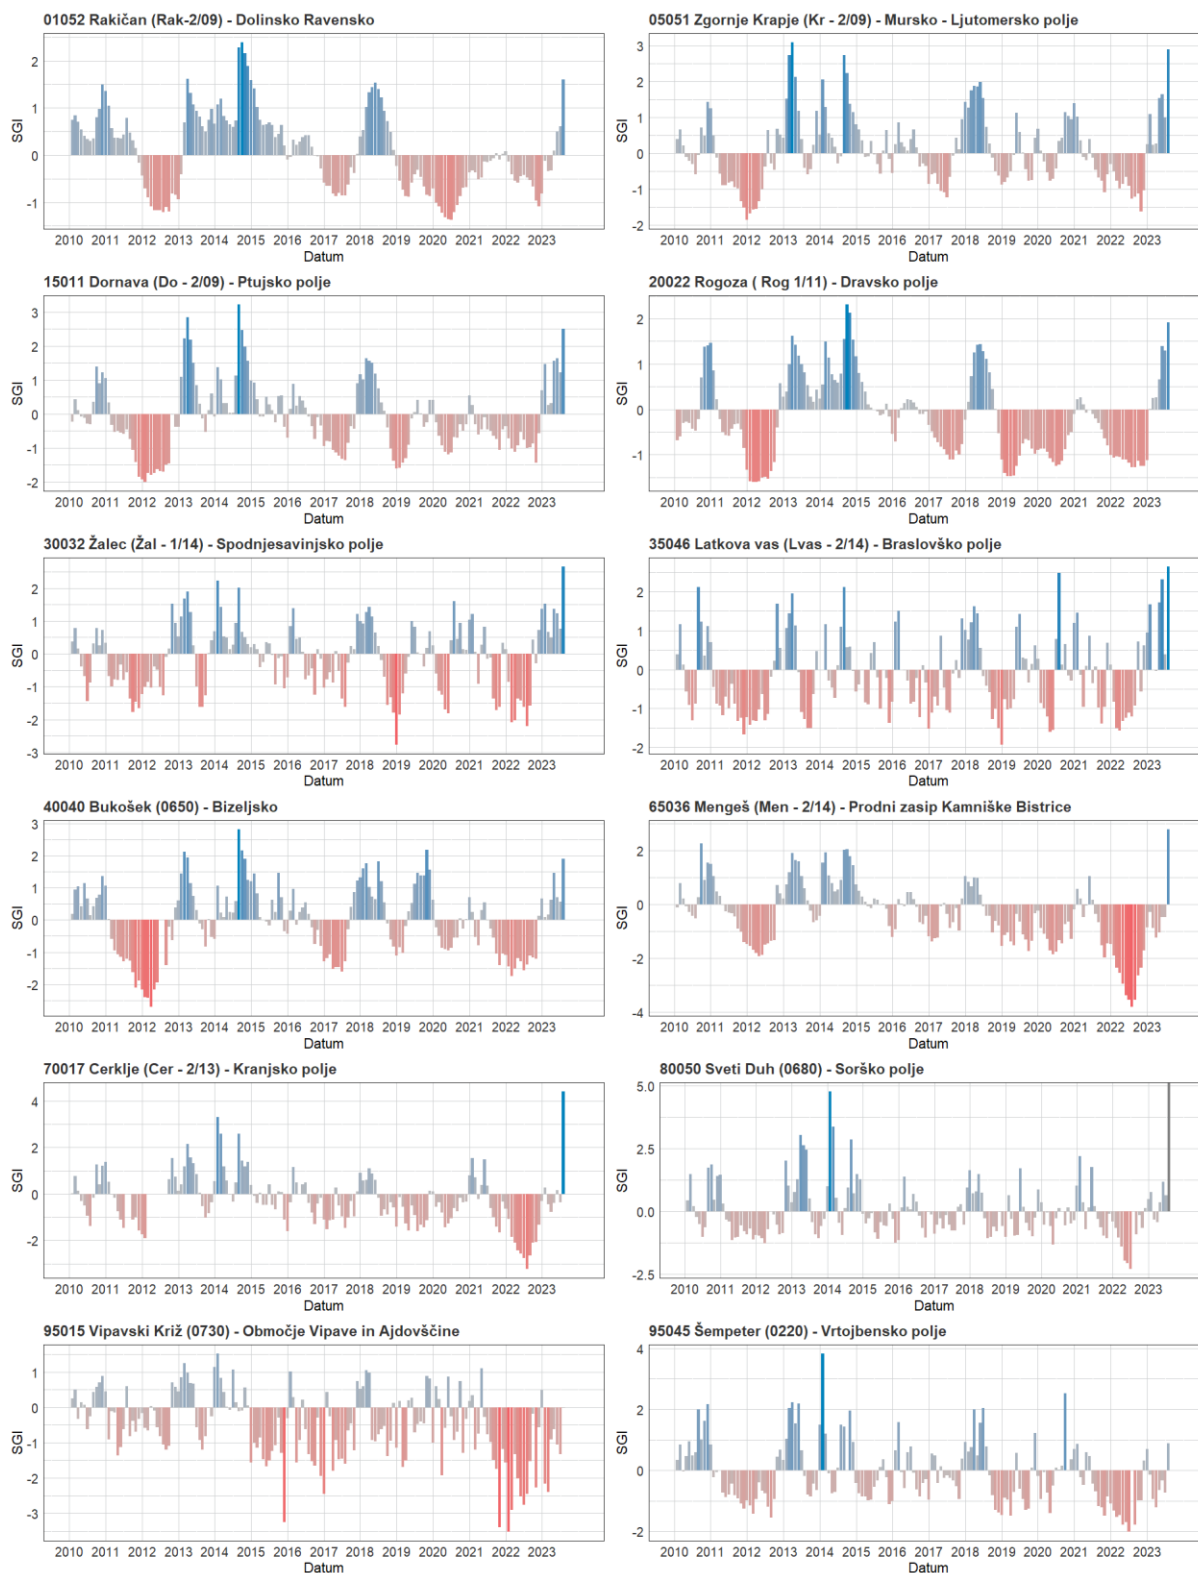 01052 Rakičan (Rak-2/09) - Dolinsko Ravensko
SGI
2
1
0
-1
2010 2011 2012 2013 2014 2015 2016 2017 2018 2019 2020 2021 2022 2023
Datum
05051 Zgornje Krapje (Kr - 2/09) - Mursko - Ljutomersko polje
SGI
3
2
1
0
-1
-2
2010 2011 2012 2013 2014 2015 2016 2017 2018 2019 2020 2021 2022 2023
Datum
15011 Dornava (Do - 2/09) - Ptujsko polje
SGI
3
2
1
0
-1
-2
2010 2011 2012 2013 2014 2015 2016 2017 2018 2019 2020 2021 2022 2023
Datum
20022 Rogoza ( Rog 1/11) - Dravsko polje
SGI
2
1
0
-1
2010 2011 2012 2013 2014 2015 2016 2017 2018 2019 2020 2021 2022 2023
Datum
30032 Žalec (Žal - 1/14) - Spodnjesavinjsko polje
SGI
2
1
0
-1
-2
-3
2010 2011 2012 2013 2014 2015 2016 2017 2018 2019 2020 2021 2022 2023
Datum
35046 Latkova vas (Lvas - 2/14) - Braslovško polje
SGI
2
1
0
-1
-2
2010 2011 2012 2013 2014 2015 2016 2017 2018 2019 2020 2021 2022 2023
Datum
40040 Bukošek (0650) - Bizeljsko
SGI
3
2
1
0
-1
-2
2010 2011 2012 2013 2014 2015 2016 2017 2018 2019 2020 2021 2022 2023
Datum
65036 Mengeš (Men - 2/14) - Prodni zasip Kamniške Bistrice
SGI
2
0
-2
-4
2010 2011 2012 2013 2014 2015 2016 2017 2018 2019 2020 2021 2022 2023
Datum
70017 Cerklje (Cer - 2/13) - Kranjsko polje
SGI
4
2
0
-2
2010 2011 2012 2013 2014 2015 2016 2017 2018 2019 2020 2021 2022 2023
Datum
80050 Sveti Duh (0680) - Sorško polje
SGI
5.0
2.5
0.0
-2.5
2010 2011 2012 2013 2014 2015 2016 2017 2018 2019 2020 2021 2022 2023
Datum
95015 Vipavski Križ (0730) - Območje Vipave in Ajdovščine
SGI
1
0
-1
-2
-3
2010 2011 2012 2013 2014 2015 2016 2017 2018 2019 2020 2021 2022 2023
Datum
95045 Šempeter (0220) - Vrtojbensko polje
SGI
4
2
0
-2
2010 2011 2012 2013 2014 2015 2016 2017 2018 2019 2020 2021 2022 2023
Datum